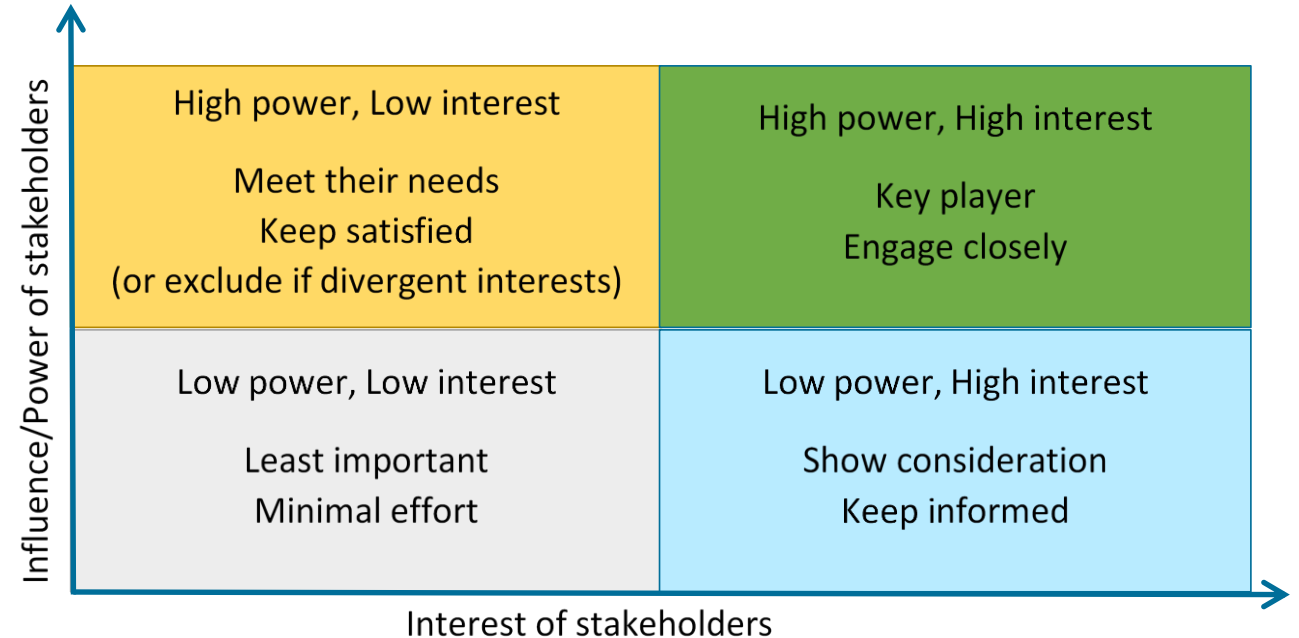 Influence/Power of stakeholders
High power, Low interest
Meet their needs
Keep satisfied
(or exclude if divergent interests)
High power, High interest
Key player
Engage closely
Low power, Low interest
Least important
Minimal effort
Low power, High interest
Show consideration
Keep informed
Interest of stakeholders